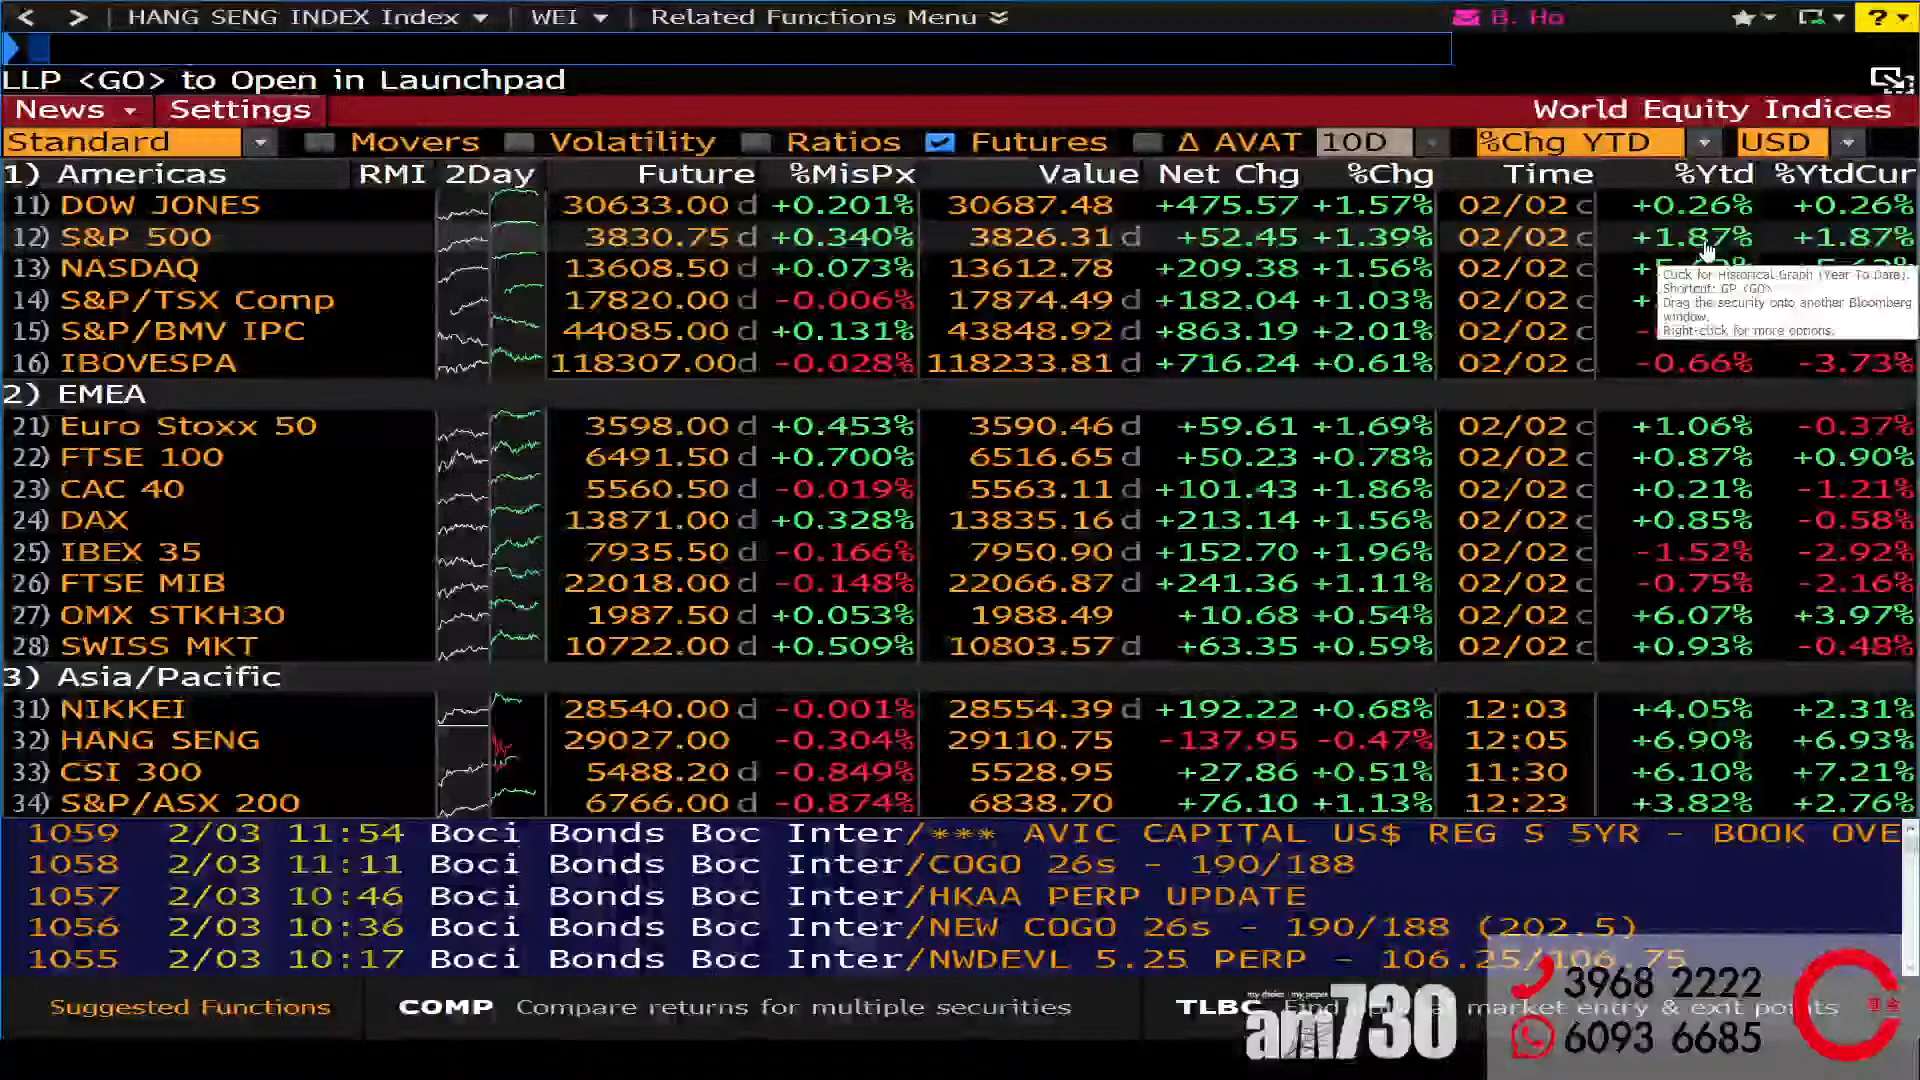 HANG SENG INDEX Index WEI Related Functions Menu B. Ho ?
LLP <GO> to Open in Launchpad
News Settings World Equity Indices
Standard Movers Volatility Ratios Futures Δ AVAT 10D %Chg YTD USD
1) Americas RMI 2Day Future %MisPx Value Net Chg %Chg Time %Ytd %YtdCur
11) DOW JONES 30633.00 d +0.201% 30687.48 +475.57 +1.57% 02/02 c +0.26% +0.26%
12) S&P 500 3830.75 d +0.340% 3826.31 d +52.45 +1.39% 02/02 c +1.87% +1.87%
13) NASDAQ 13608.50 d +0.073% 13612.78 +209.38 +1.56% 02/02 c
Click for Historical Graph (Year To Date).
Shortcut: GP <GO>
Drag the security onto another Bloomberg
window.
Right-click for more options.
14) S&P/TSX Comp 17820.00 d -0.006% 17874.49 d +182.04 +1.03% 02/02 c
15) S&P/BMV IPC 44085.00 d +0.131% 43848.92 d +863.19 +2.01% 02/02 c
16) IBOVESPA 118307.00 d -0.028% 118233.81 d +716.24 +0.61% 02/02 c -0.66% -3.73%
2) EMEA
21) Euro Stoxx 50 3598.00 d +0.453% 3590.46 d +59.61 +1.69% 02/02 c +1.06% -0.37%
22) FTSE 100 6491.50 d +0.700% 6516.65 d +50.23 +0.78% 02/02 c +0.87% +0.90%
23) CAC 40 5560.50 d -0.019% 5563.11 d +101.43 +1.86% 02/02 c +0.21% -1.21%
24) DAX 13871.00 d +0.328% 13835.16 d +213.14 +1.56% 02/02 c +0.85% -0.58%
25) IBEX 35 7935.50 d -0.166% 7950.90 d +152.70 +1.96% 02/02 c -1.52% -2.92%
26) FTSE MIB 22018.00 d -0.148% 22066.87 d +241.36 +1.11% 02/02 c -0.75% -2.16%
27) OMX STKH30 1987.50 d +0.053% 1988.49 +10.68 +0.54% 02/02 c +6.07% +3.97%
28) SWISS MKT 10722.00 d +0.509% 10803.57 d +63.35 +0.59% 02/02 c +0.93% -0.48%
3) Asia/Pacific
31) NIKKEI 28540.00 d -0.001% 28554.39 d +192.22 +0.68% 12:03 +4.05% +2.31%
32) HANG SENG 29027.00 -0.304% 29110.75 -137.95 -0.47% 12:05 +6.90% +6.93%
33) CSI 300 5488.20 d -0.849% 5528.95 +27.86 +0.51% 11:30 +6.10% +7.21%
34) S&P/ASX 200 6766.00 d -0.874% 6838.70 +76.10 +1.13% 12:23 +3.82% +2.76%
1059 2/03 11:54 Boci Bonds Boc Inter/*** AVIC CAPITAL US$ REG S 5YR - BOOK OVE
1058 2/03 11:11 Boci Bonds Boc Inter/COGO 26s - 190/188
1057 2/03 10:46 Boci Bonds Boc Inter/HKAA PERP UPDATE
1056 2/03 10:36 Boci Bonds Boc Inter/NEW COGO 26s - 190/188 (202.5)
1055 2/03 10:17 Boci Bonds Boc Inter/NWDEVL 5.25 PERP - 106.25/106.75
Suggested Functions COMP Compare returns for multiple securities TLBC Find market entry & exit points
my choice my paper
am730
3968 2222
6093 6685